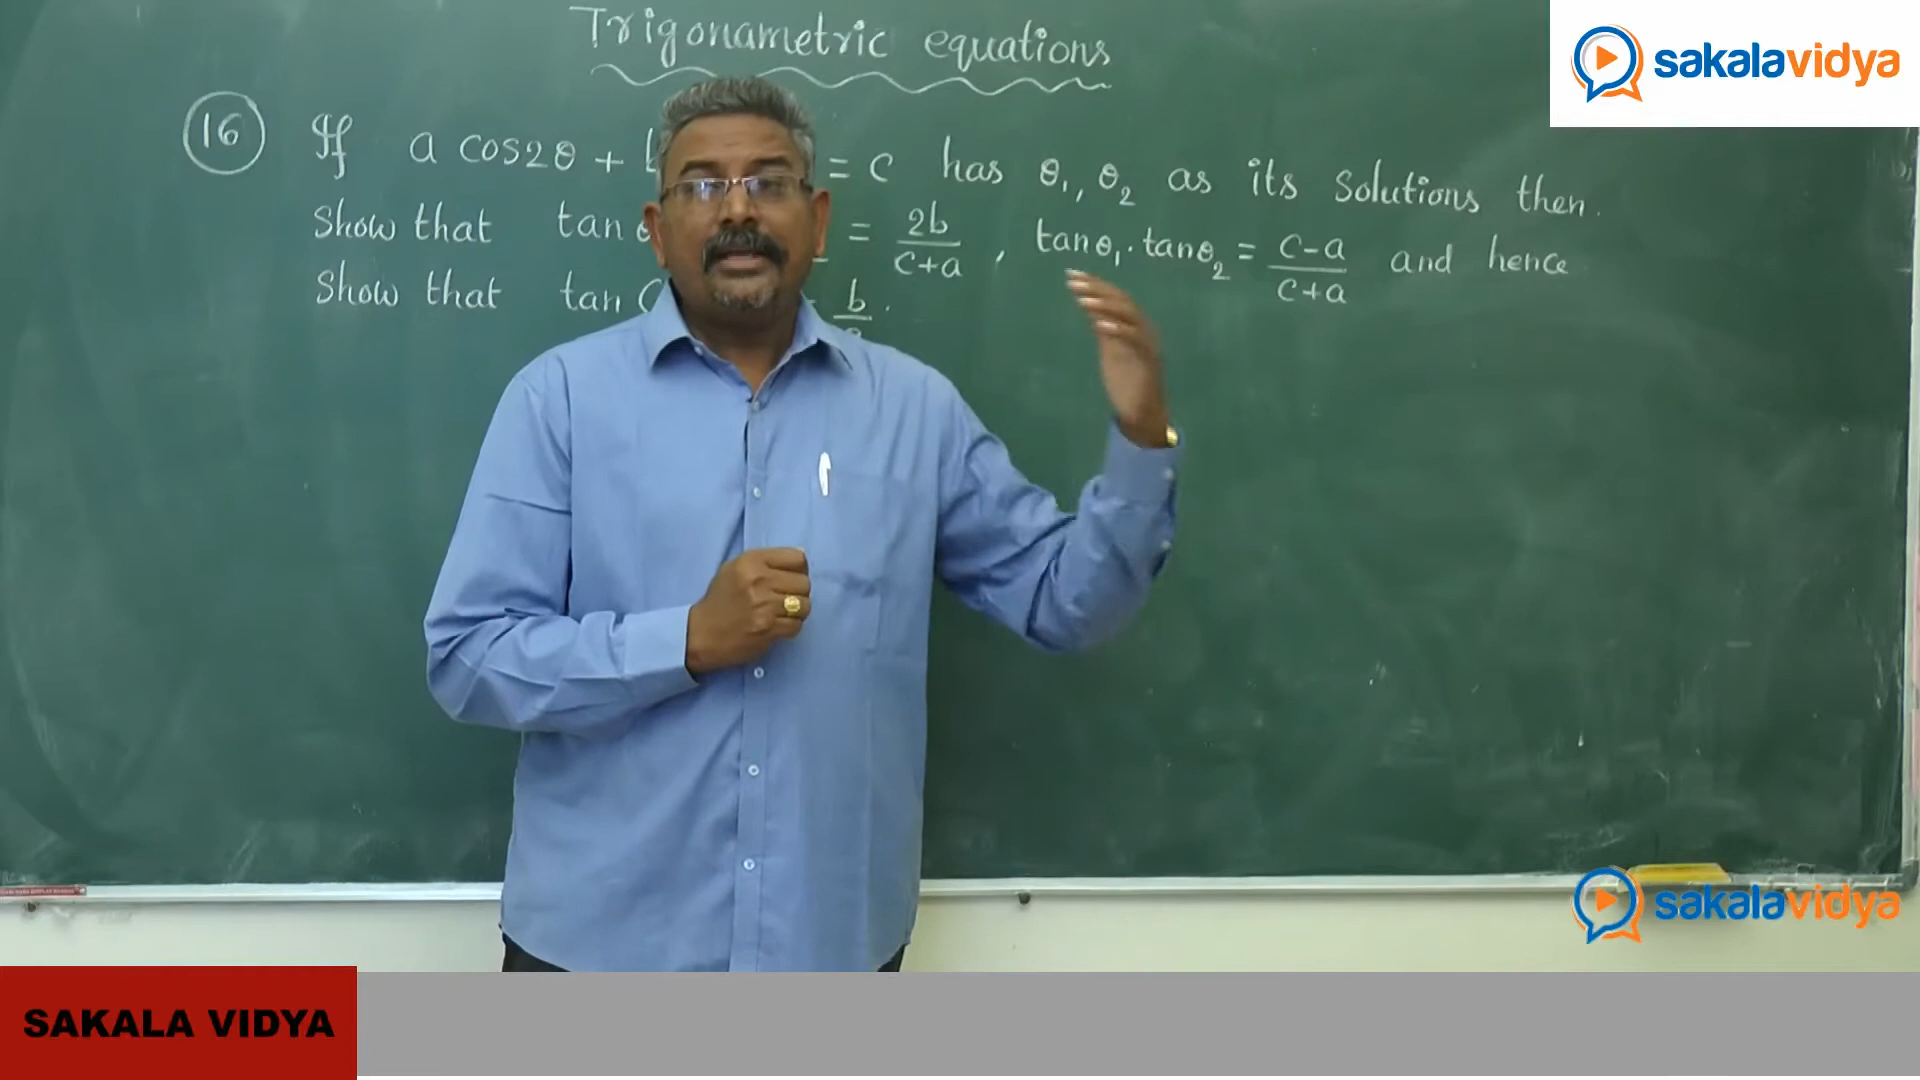 Trigonametric equations
sakalavidya
16 If a cos2θ + = c has θ₁, θ₂ as its solutions then.
Show that tan = 2b/(c+a), tanθ₁. tanθ₂ = (c-a)/(c+a) and hence
Show that tan ( b
sakalavidya
SAKALA VIDYA